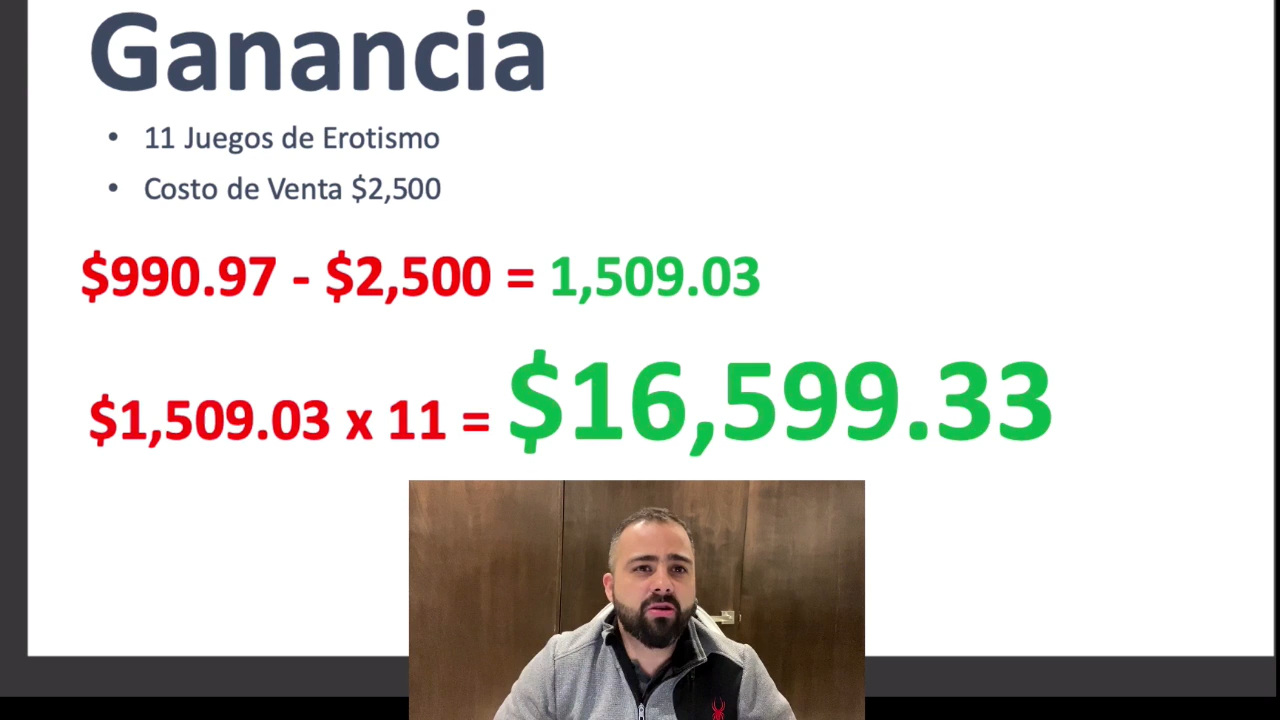 Ganancia
• 11 Juegos de Erotismo
• Costo de Venta $2,500
$990.97 - $2,500 = 1,509.03
$1,509.03 x 11 = $16,599.33